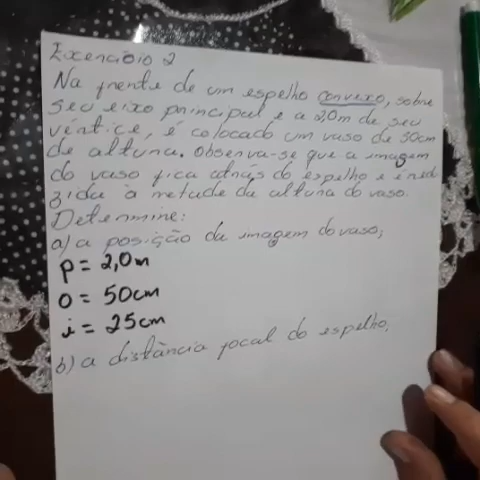 Exercício 2
Na frente de um espelho convexo, sobre
seu eixo principal e a 2,0m de seu
vértice, é colocado um vaso de 50cm
de altura. Observa-se que a imagem
do vaso fica atrás do espelho e é redu
zida à metade da altura do vaso.
Determine:
a) a posição da imagem do vaso;
p = 2,0m
o = 50cm
i = 25cm
b) a distância focal do espelho.